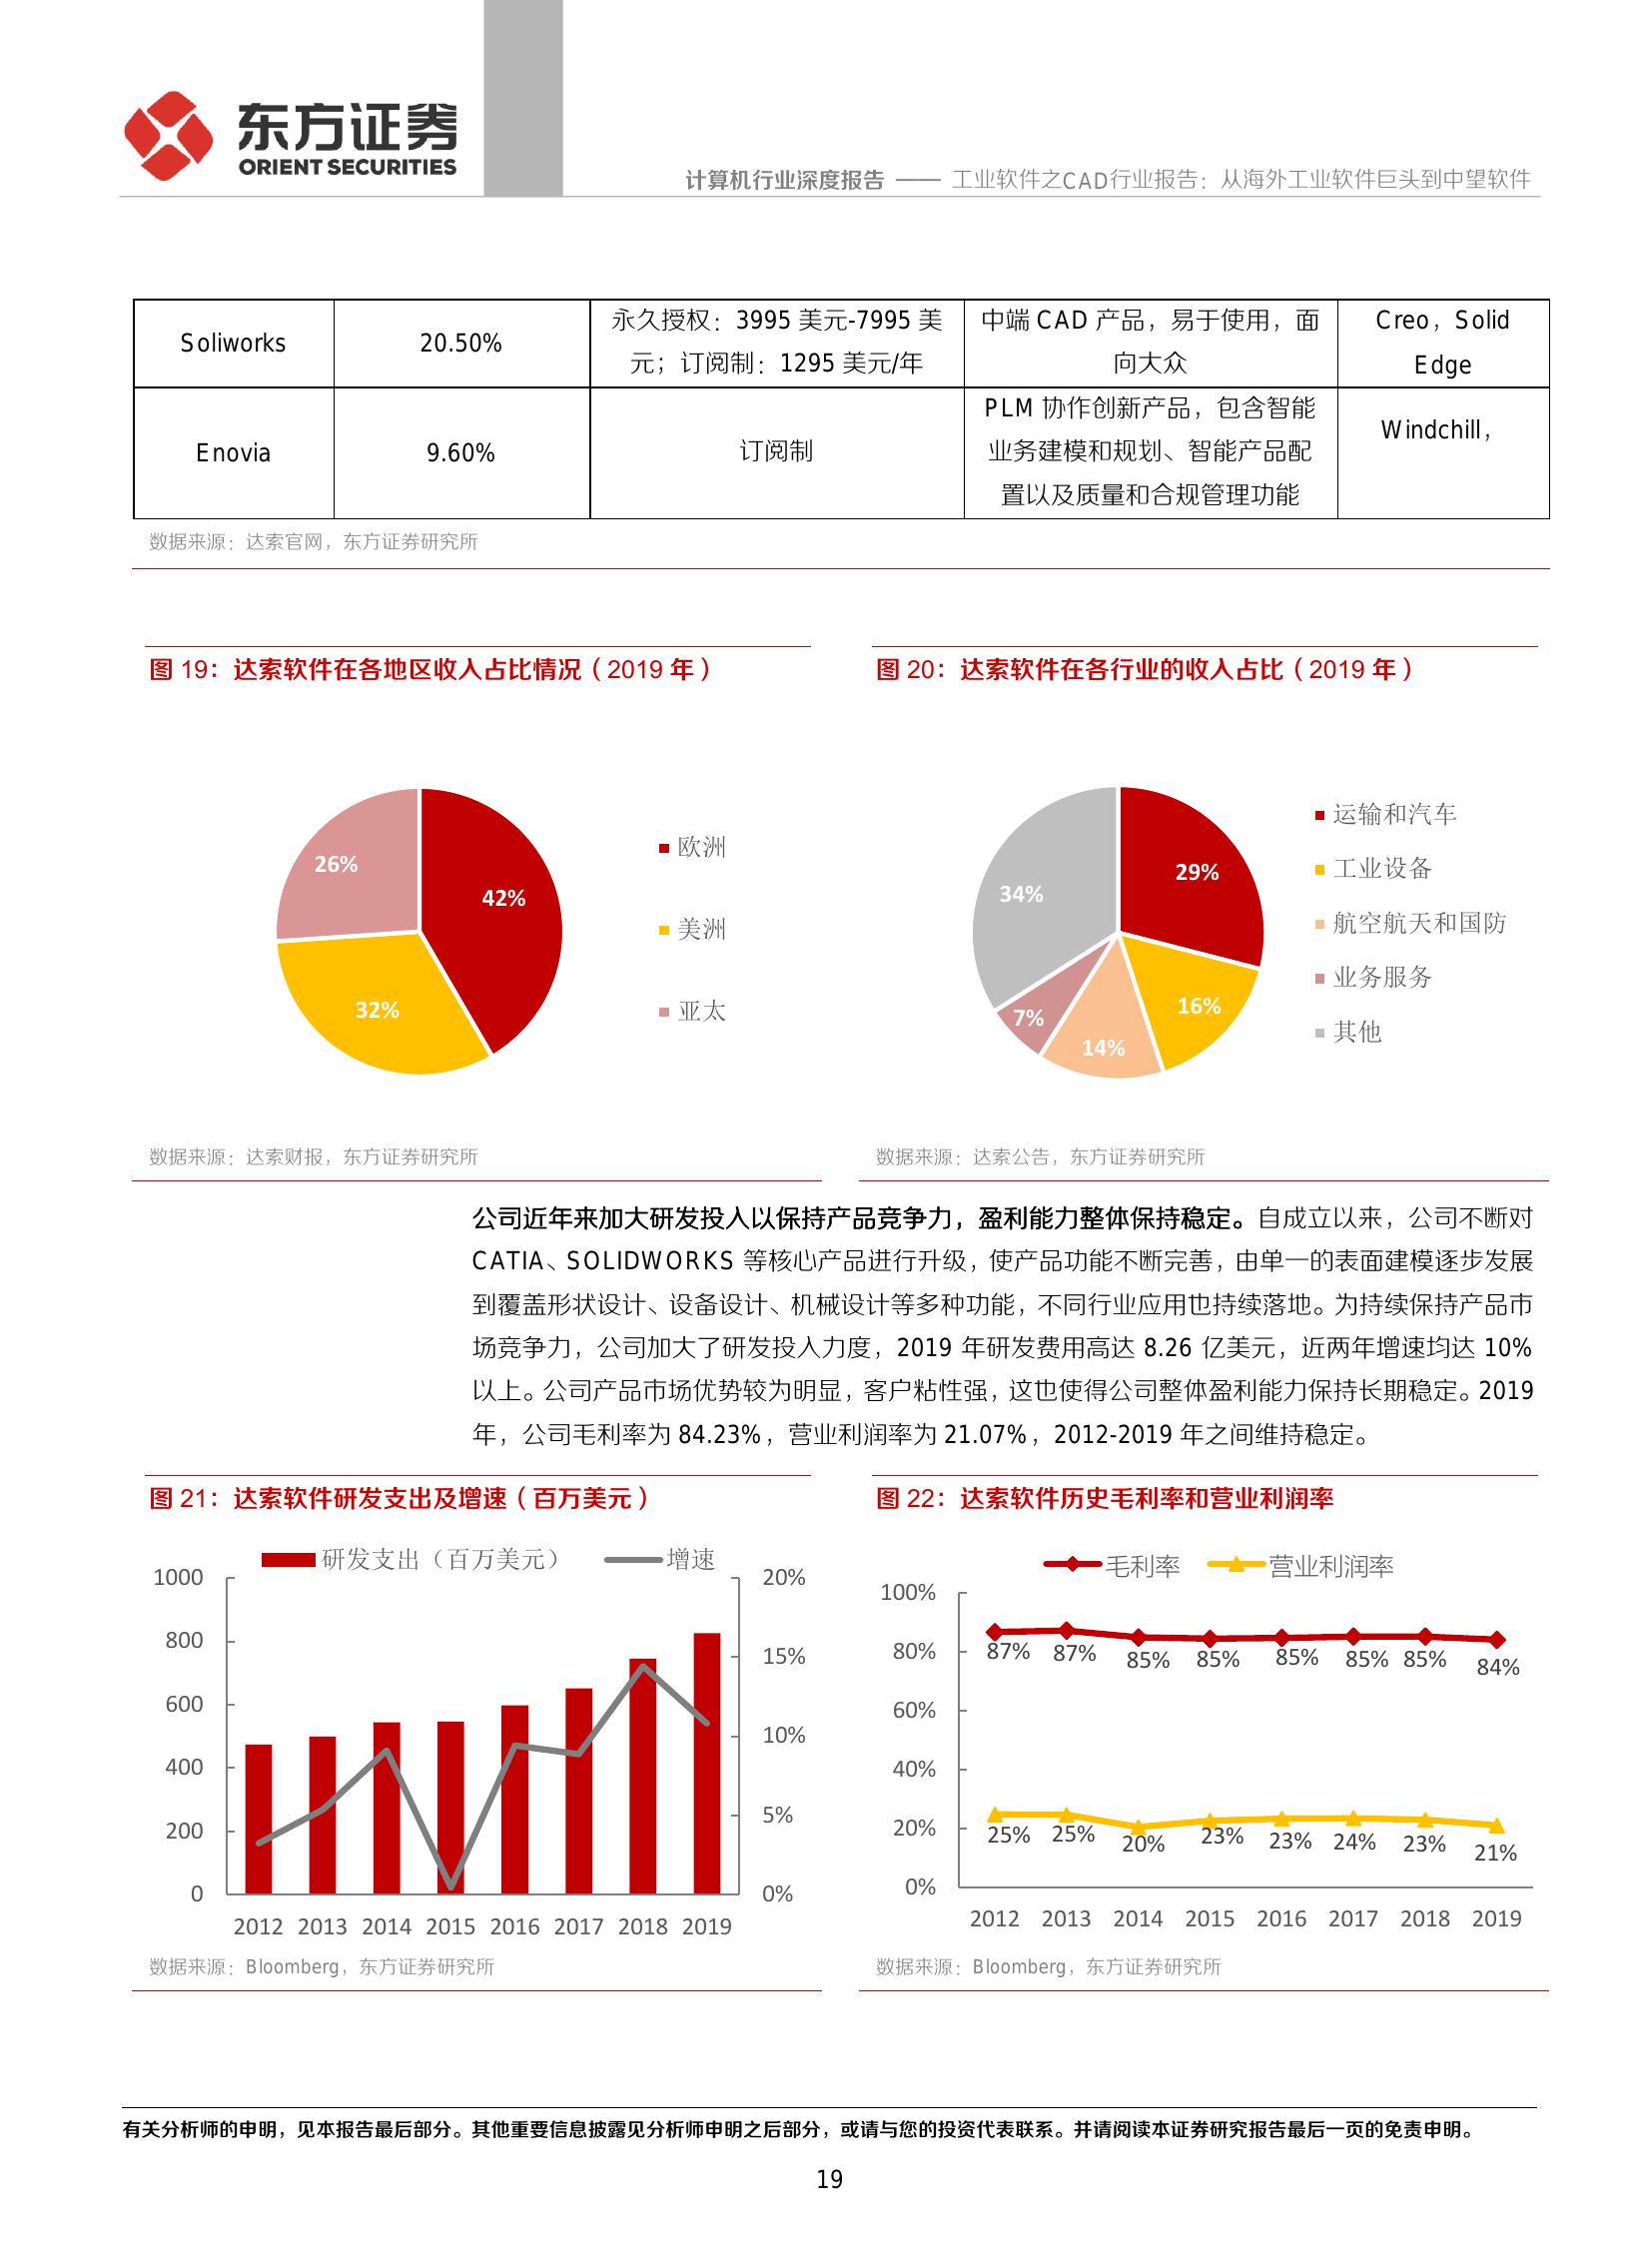 东方证券
ORIENT SECURITIES
计算机行业深度报告 —— 工业软件之CAD行业报告：从海外工业软件巨头到中望软件
Soliworks
20.50%
永久授权：3995 美元-7995 美
元；订阅制：1295 美元/年
中端 CAD 产品，易于使用，面
向大众
Creo，Solid
Edge
Enovia
9.60%
订阅制
PLM 协作创新产品，包含智能
业务建模和规划、智能产品配
置以及质量和合规管理功能
Windchill，
数据来源：达索官网，东方证券研究所
图 19：达索软件在各地区收入占比情况（2019 年）
26%
42%
32%
欧洲
美洲
亚太
数据来源：达索财报，东方证券研究所
图 20：达索软件在各行业的收入占比（2019 年）
34%
29%
16%
14%
7%
运输和汽车
工业设备
航空航天和国防
业务服务
其他
数据来源：达索公告，东方证券研究所
公司近年来加大研发投入以保持产品竞争力，盈利能力整体保持稳定。自成立以来，公司不断对
CATIA、SOLIDWORKS 等核心产品进行升级，使产品功能不断完善，由单一的表面建模逐步发展
到覆盖形状设计、设备设计、机械设计等多种功能，不同行业应用也持续落地。为持续保持产品市
场竞争力，公司加大了研发投入力度，2019 年研发费用高达 8.26 亿美元，近两年增速均达 10%
以上。公司产品市场优势较为明显，客户粘性强，这也使得公司整体盈利能力保持长期稳定。2019
年，公司毛利率为 84.23%，营业利润率为 21.07%，2012-2019 年之间维持稳定。
图 21：达索软件研发支出及增速（百万美元）
研发支出（百万美元） 增速
1000 20%
800
15%
600
10%
400
5%
200
0 0%
2012 2013 2014 2015 2016 2017 2018 2019
数据来源：Bloomberg，东方证券研究所
图 22：达索软件历史毛利率和营业利润率
毛利率 营业利润率
100%
80%
60%
40%
20%
0%
87% 87% 85% 85% 85% 85% 85% 84%
25% 25% 20% 23% 23% 24% 23% 21%
2012 2013 2014 2015 2016 2017 2018 2019
数据来源：Bloomberg，东方证券研究所
有关分析师的申明，见本报告最后部分。其他重要信息披露见分析师申明之后部分，或请与您的投资代表联系。并请阅读本证券研究报告最后一页的免责申明。
19